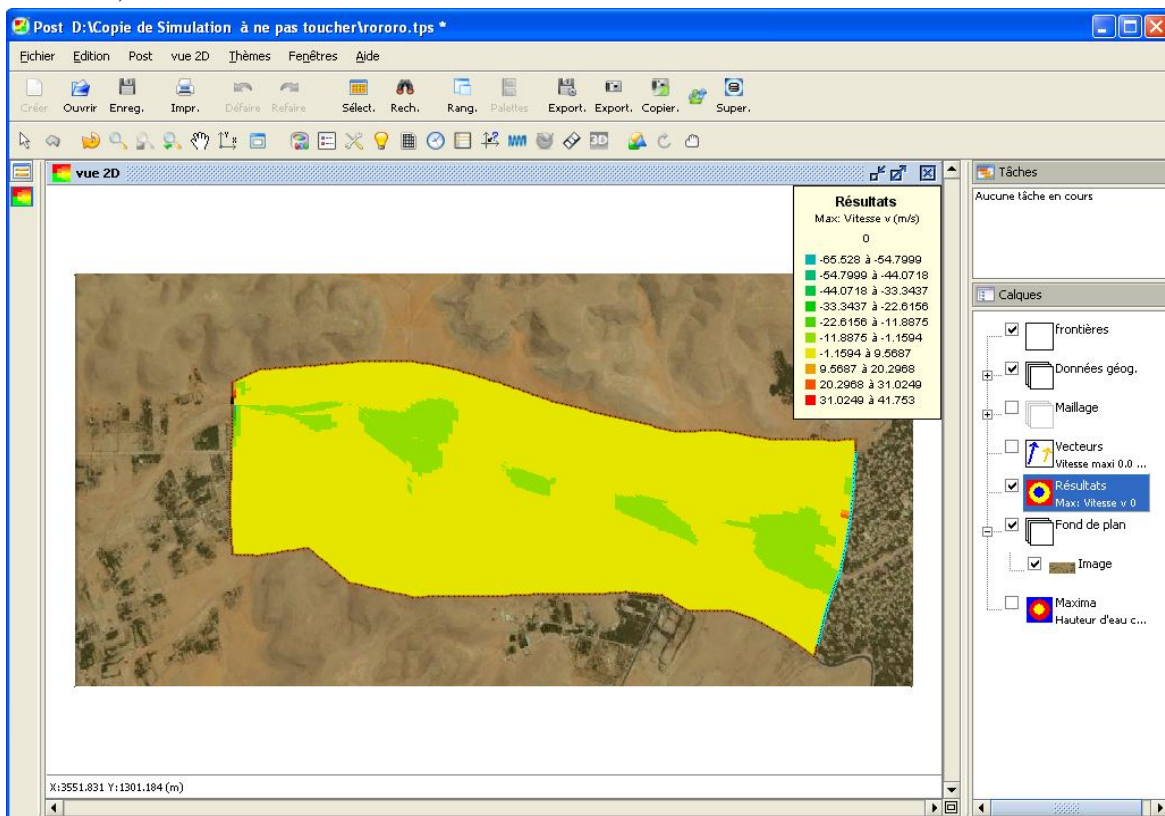 Post D:\Copie de Simulation à ne pas toucher\rororo.tps *
Fichier Edition Post vue 2D Thèmes Fenêtres Aide
Créer Ouvrir Enreg. Impr. Défaire Refaire Sélect. Rech. Rang. Palettes Export. Export. Copier. Super.
3D
vue 2D
Résultats
Max: Vitesse v (m/s)
0
-65.528 à -54.7999
-54.7999 à -44.0718
-44.0718 à -33.3437
-33.3437 à -22.6156
-22.6156 à -11.8875
-11.8875 à -1.1594
-1.1594 à 9.5687
9.5687 à 20.2968
20.2968 à 31.0249
31.0249 à 41.753
X:3551.831 Y:1301.184 (m)
Tâches
Aucune tâche en cours
Calques
frontières
Données géog.
Maillage
Vecteurs
Vitesse maxi 0.0 ...
Résultats
Max: Vitesse v 0
Fond de plan
Image
Maxima
Hauteur d'eau c...